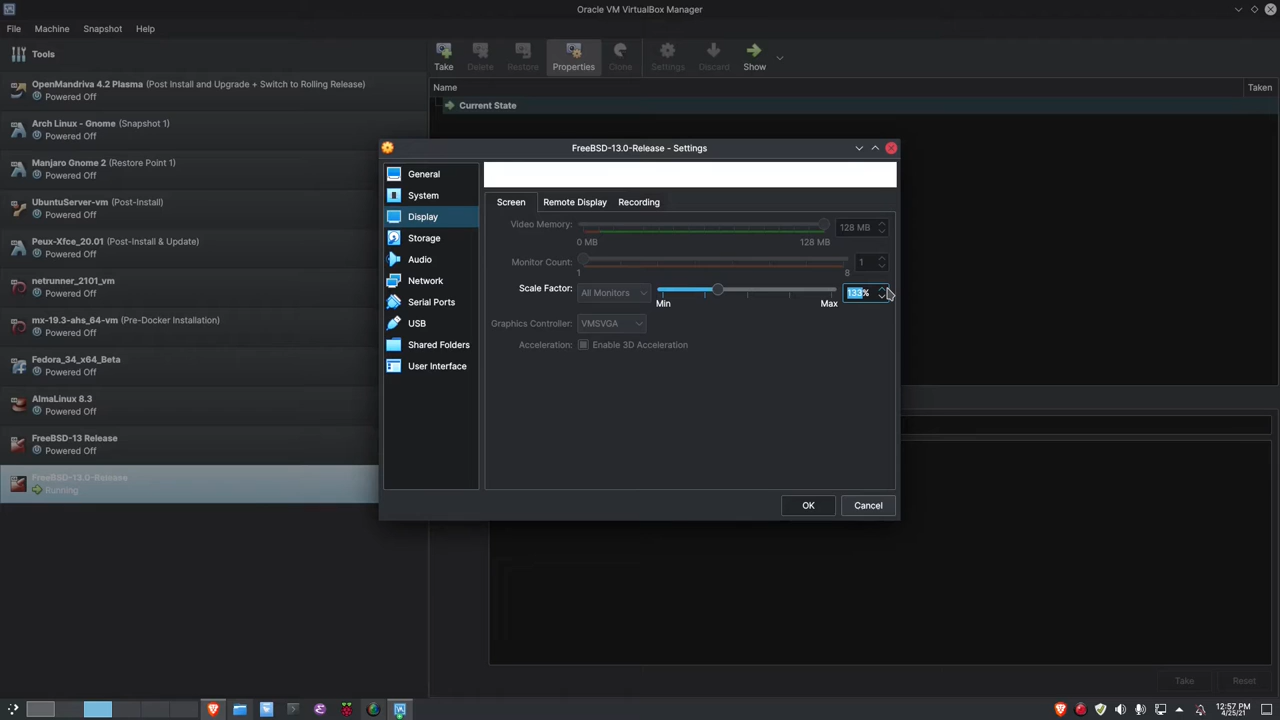 Oracle VM VirtualBox Manager
File Machine Snapshot Help
Tools
Take Delete Restore Properties Clone Settings Discard Show
OpenMandriva 4.2 Plasma (Post Install and Upgrade + Switch to Rolling Release)
Powered Off
Arch Linux - Gnome (Snapshot 1)
Powered Off
Manjaro Gnome 2 (Restore Point 1)
Powered Off
UbuntuServer-vm (Post-Install)
Powered Off
Peux-Xfce_20.01 (Post-Install & Update)
Powered Off
netrunner_2101_vm
Powered Off
mx-19.3-ahs_64-vm (Pre-Docker Installation)
Powered Off
Fedora_34_x64_Beta
Powered Off
AlmaLinux 8.3
Powered Off
FreeBSD-13 Release
Powered Off
FreeBSD-13.0-Release
Running
Name Taken
Current State
FreeBSD-13.0-Release - Settings
General
System
Display
Storage
Audio
Network
Serial Ports
USB
Shared Folders
User Interface
Screen Remote Display Recording
Video Memory: 128 MB
0 MB 128 MB
Monitor Count: 1
1 8
Scale Factor: All Monitors 133%
Min Max
Graphics Controller: VMSVGA
Acceleration: Enable 3D Acceleration
OK Cancel
Take Reset
12:57 PM
4/25/21